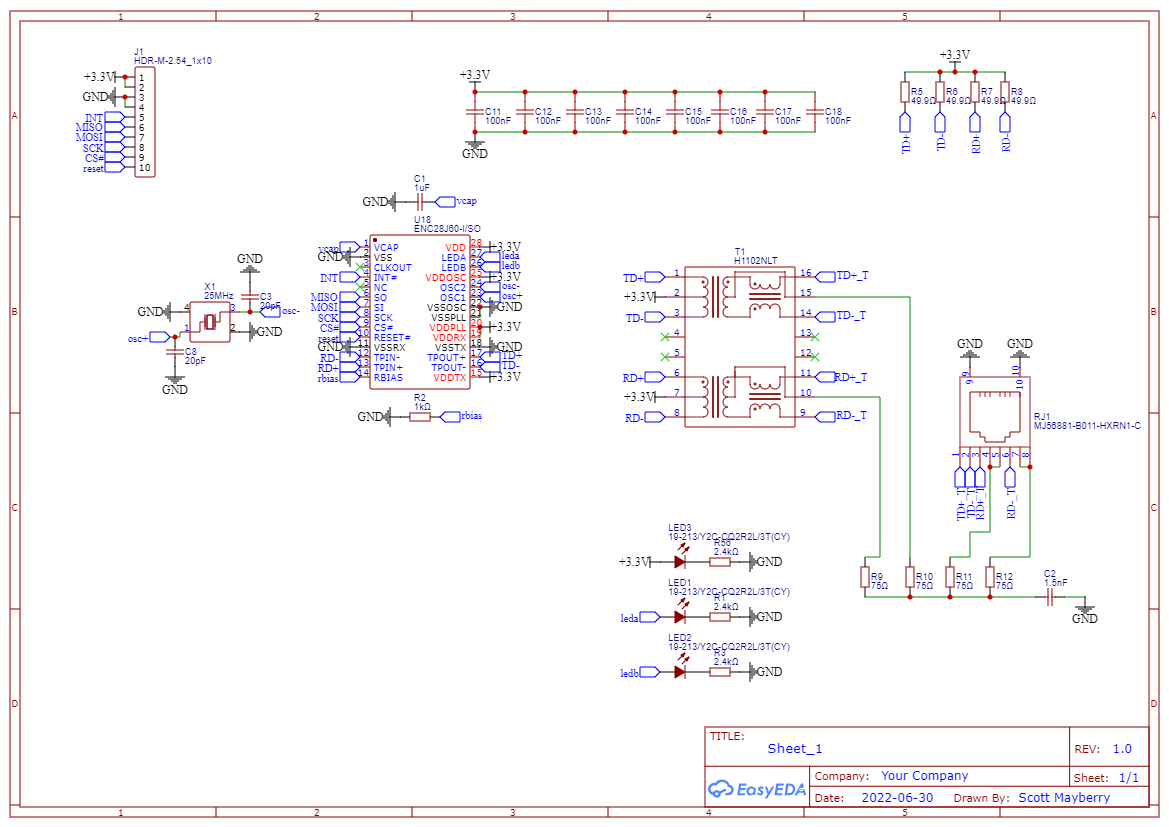 1 2 3 4 5
A
B
C
D
J1
HDR-M-2.54_1x10
+3.3V
GND
INT
MISO
MOSI
SCK
CS#
reset
1
2
3
4
5
6
7
8
9
10
+3.3V
C11 100nF
C12 100nF
C13 100nF
C14 100nF
C15 100nF
C16 100nF
C17 100nF
C18 100nF
GND
+3.3V
R5 49.9Ω
R6 49.9Ω
R7 49.9Ω
R8 49.9Ω
TD+
TD-
RD+
RD-
C1
1uF
GND
vcap
U18
ENC28J60-I/SO
vcap 1 VCAP
GND 2 VSS
3 CLKOUT
INT 4 INT#
5 NC
MISO 6 SO
MOSI 7 SI
SCK 8 SCK
CS# 9 CS#
reset 10 RESET#
GND 11 VSSRX
RD- 12 TPIN-
RD+ 13 TPIN+
rbias 14 RBIAS
VDD 28 +3.3V
LEDA 27 leda
LEDB 26 ledb
VDDOSC 25 +3.3V
OSC2 24 osc-
OSC1 23 osc+
VSSOSC 22 GND
VSSPLL 21
VDDPLL 20 +3.3V
VDDRX 19
VSSTX 18 GND
TPOUT+ 17 TD+
TPOUT- 16 TD-
VDDTX 15 +3.3V
GND
R2
1kΩ
rbias
GND
X1
25MHz
C3
20pF
osc-
GND
4
3
1
2
GND
osc+
C8
20pF
GND
T1
H1102NLT
TD+ 1
+3.3V 2
TD- 3
4
5
RD+ 6
+3.3V 7
RD- 8
16 TD+_T
15
14 TD-_T
13
12
11 RD+_T
10
9 RD-_T
GND
GND
9
9
10
10
RJ1
MJ56881-B011-HXRN1-C
1 2 3 4 5 6 7 8
TD+_T
TD-_T
RD+_T
RD-_T
R9
75Ω
R10
75Ω
R11
75Ω
R12
75Ω
C2
1.5nF
GND
LED3
19-213/Y2C-CQ2R2L/3T(CY)
R56
2.4kΩ
+3.3V
GND
LED1
19-213/Y2C-CQ2R2L/3T(CY)
R1
2.4kΩ
leda
GND
LED2
19-213/Y2C-CQ2R2L/3T(CY)
R3
2.4kΩ
ledb
GND
TITLE:
Sheet_1
REV: 1.0
EasyEDA
Company: Your Company
Sheet: 1/1
Date: 2022-06-30 Drawn By: Scott Mayberry
A
B
C
D
1 2 3 4 5